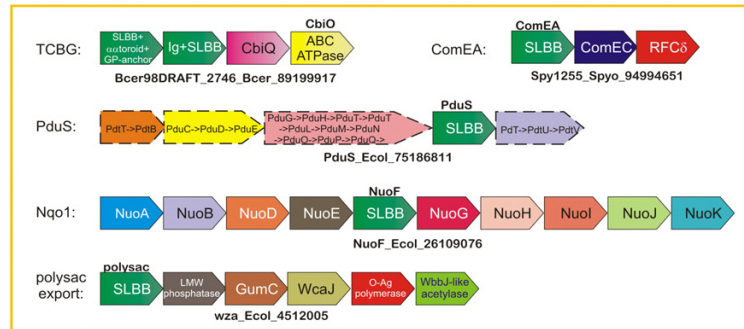 CbiO
TCBG:
SLBB+
ααtoroid+
GP-anchor
Ig+SLBB
CbiQ
ABC
ATPase
Bcer98DRAFT_2746_Bcer_89199917
ComEA
ComEA:
SLBB
ComEC
RFCδ
Spy1255_Spyo_94994651
PduS
PduS:
PdtT->PdtB
PduC->PduD->PduE
PduG->PduH->PduT->PduT
->PduL->PduM->PduN
->PduO->PduP->PduQ->
SLBB
PdT->PdtU->PdtV
PduS_Ecol_75186811
NuoF
Nqo1:
NuoA
NuoB
NuoD
NuoE
SLBB
NuoG
NuoH
NuoI
NuoJ
NuoK
NuoF_Ecol_26109076
polysac
polysac
export:
SLBB
LMW
phosphatase
GumC
WcaJ
O-Ag
polymerase
WbbJ-like
acetylase
wza_Ecol_4512005